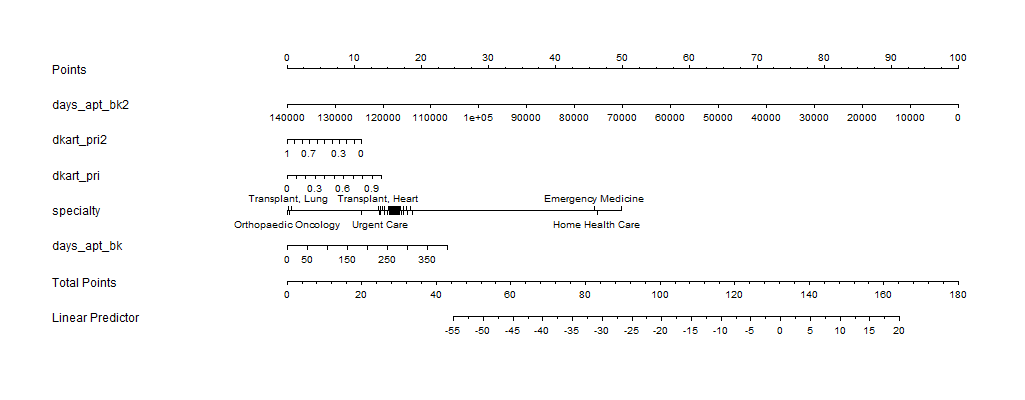 0 10 20 30 40 50 60 70 80 90 100
Points
days_apt_bk2
140000 130000 120000 110000 1e+05 90000 80000 70000 60000 50000 40000 30000 20000 10000 0
dkart_pri2
1 0.7 0.3 0
dkart_pri
0 0.3 0.6 0.9
Transplant, Lung Transplant, Heart Emergency Medicine
specialty
Orthopaedic Oncology Urgent Care Home Health Care
days_apt_bk
0 50 150 250 350
Total Points
0 20 40 60 80 100 120 140 160 180
Linear Predictor
-55 -50 -45 -40 -35 -30 -25 -20 -15 -10 -5 0 5 10 15 20